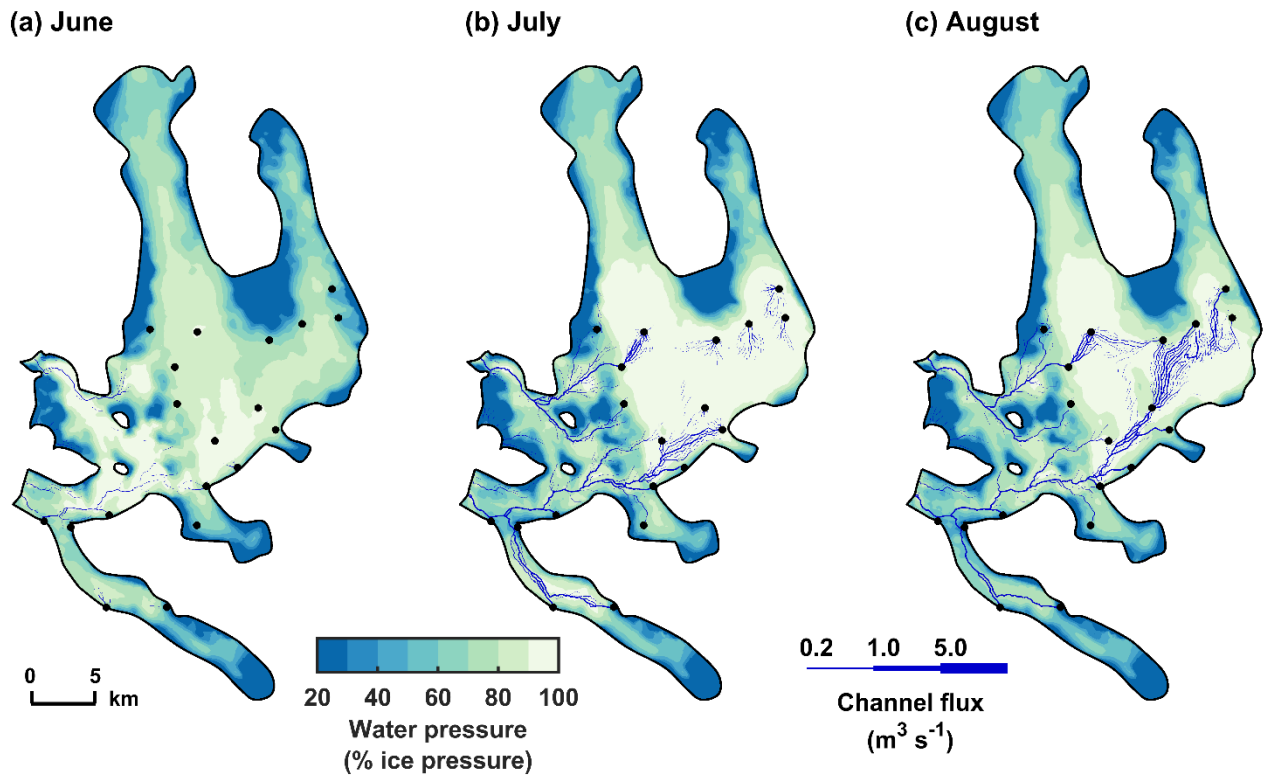 (a) June
(b) July
(c) August
0 5
km
20 40 60 80 100
Water pressure
(% ice pressure)
0.2 1.0 5.0
Channel flux
(m³ s⁻¹)